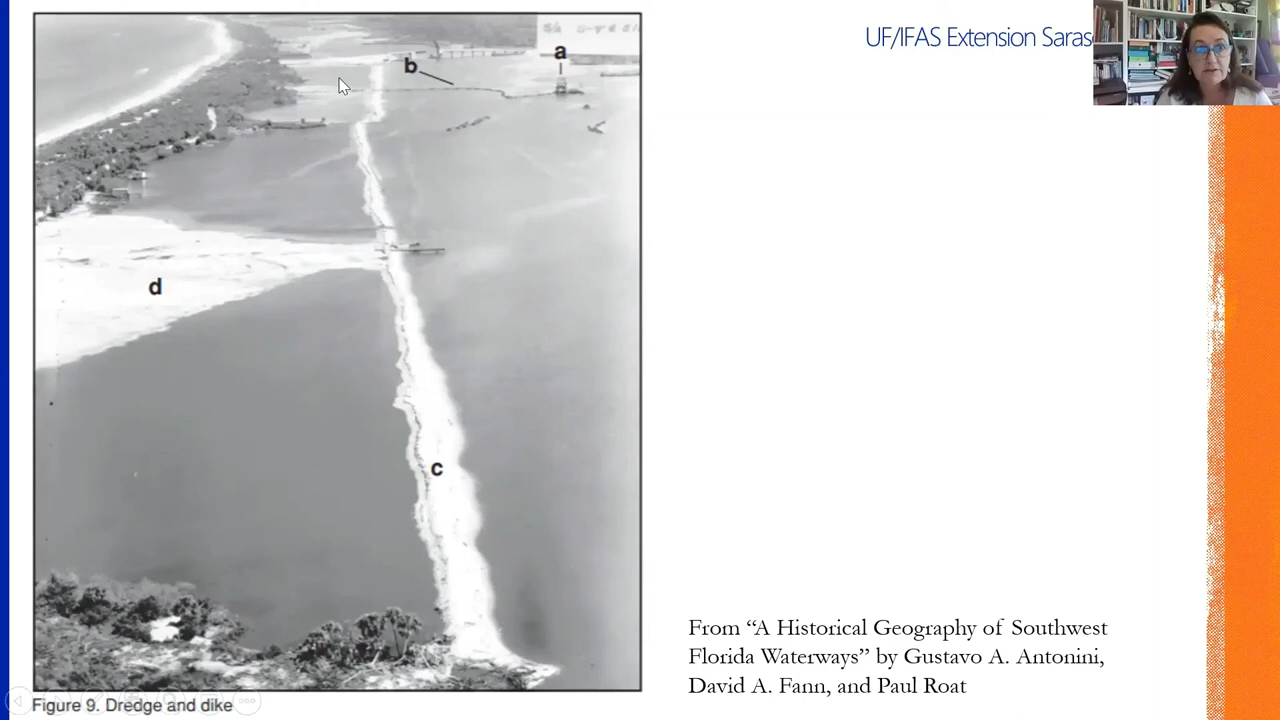 UF/IFAS Extension Saras
a
b
d
c
From “A Historical Geography of Southwest
Florida Waterways” by Gustavo A. Antonini,
David A. Fann, and Paul Roat
Figure 9. Dredge and dike